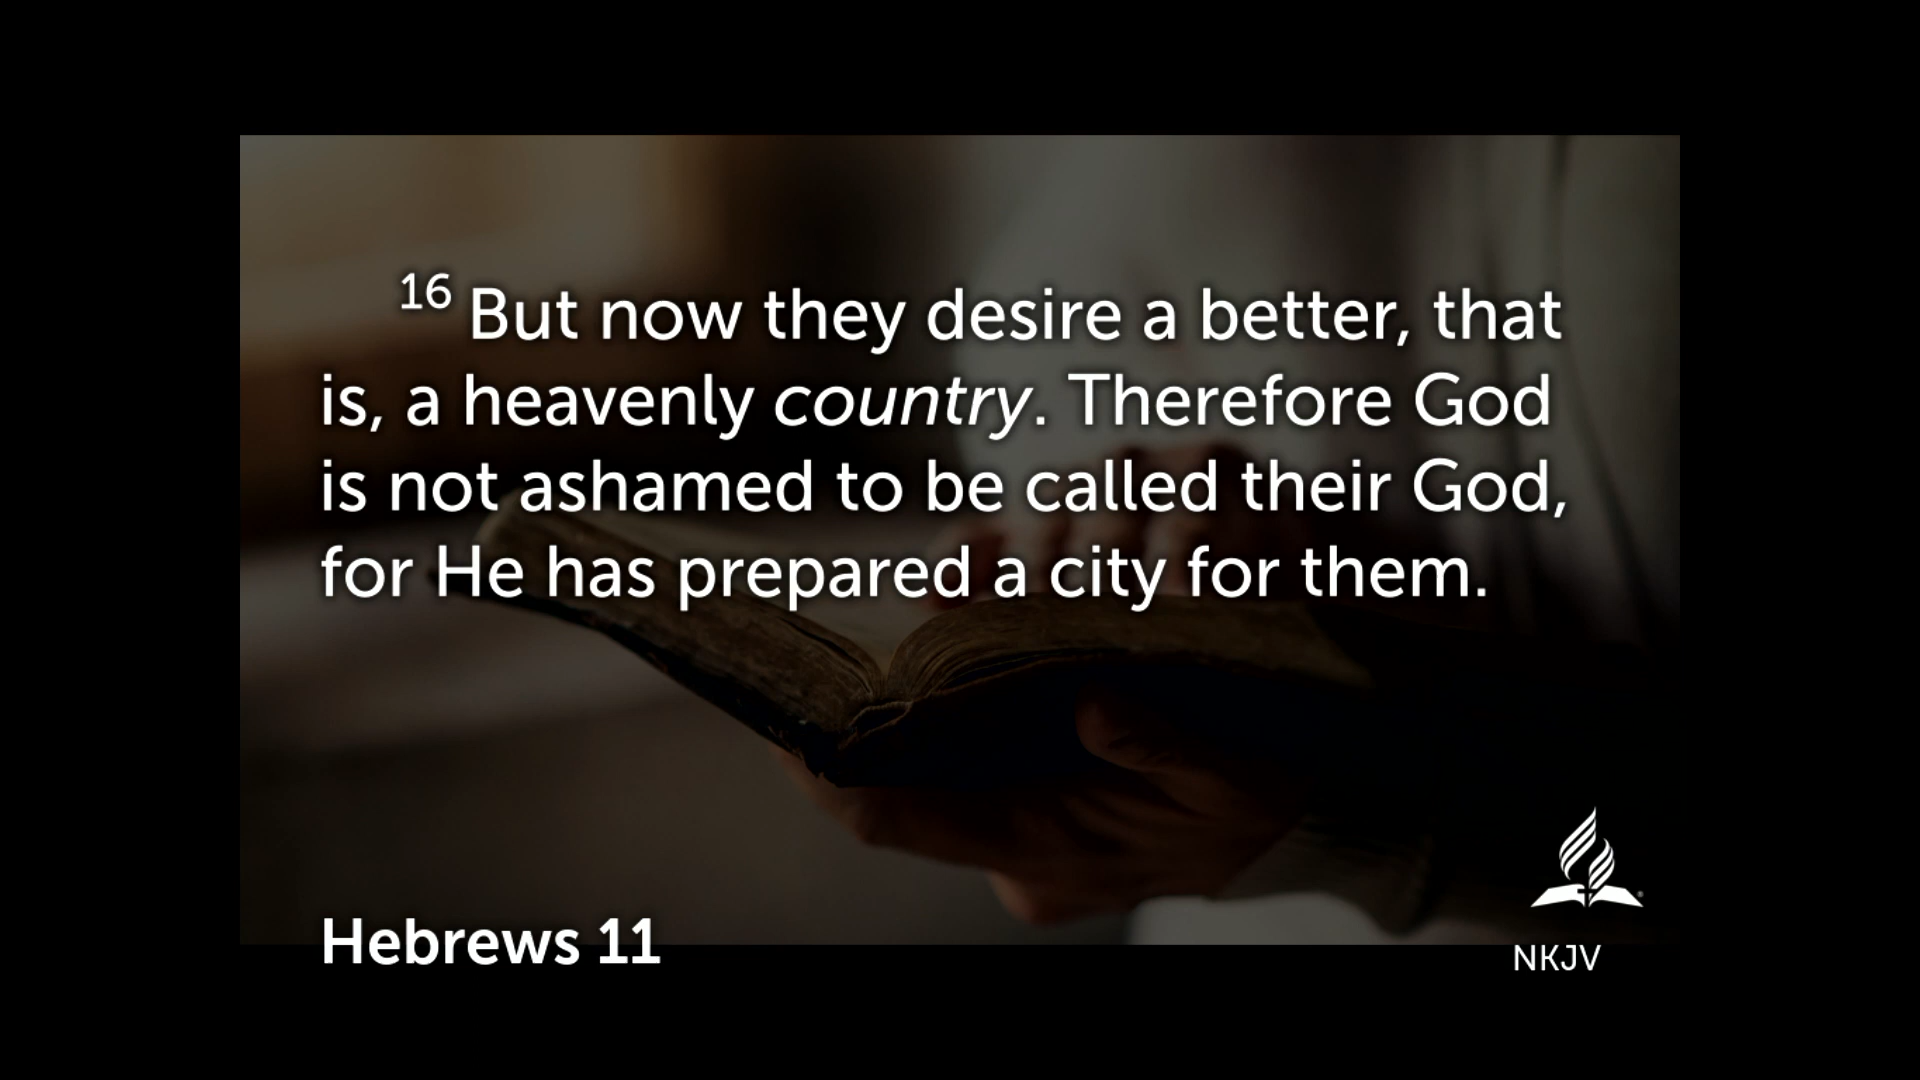 16 But now they desire a better, that
is, a heavenly country. Therefore God
is not ashamed to be called their God,
for He has prepared a city for them.
Hebrews 11
NKJV